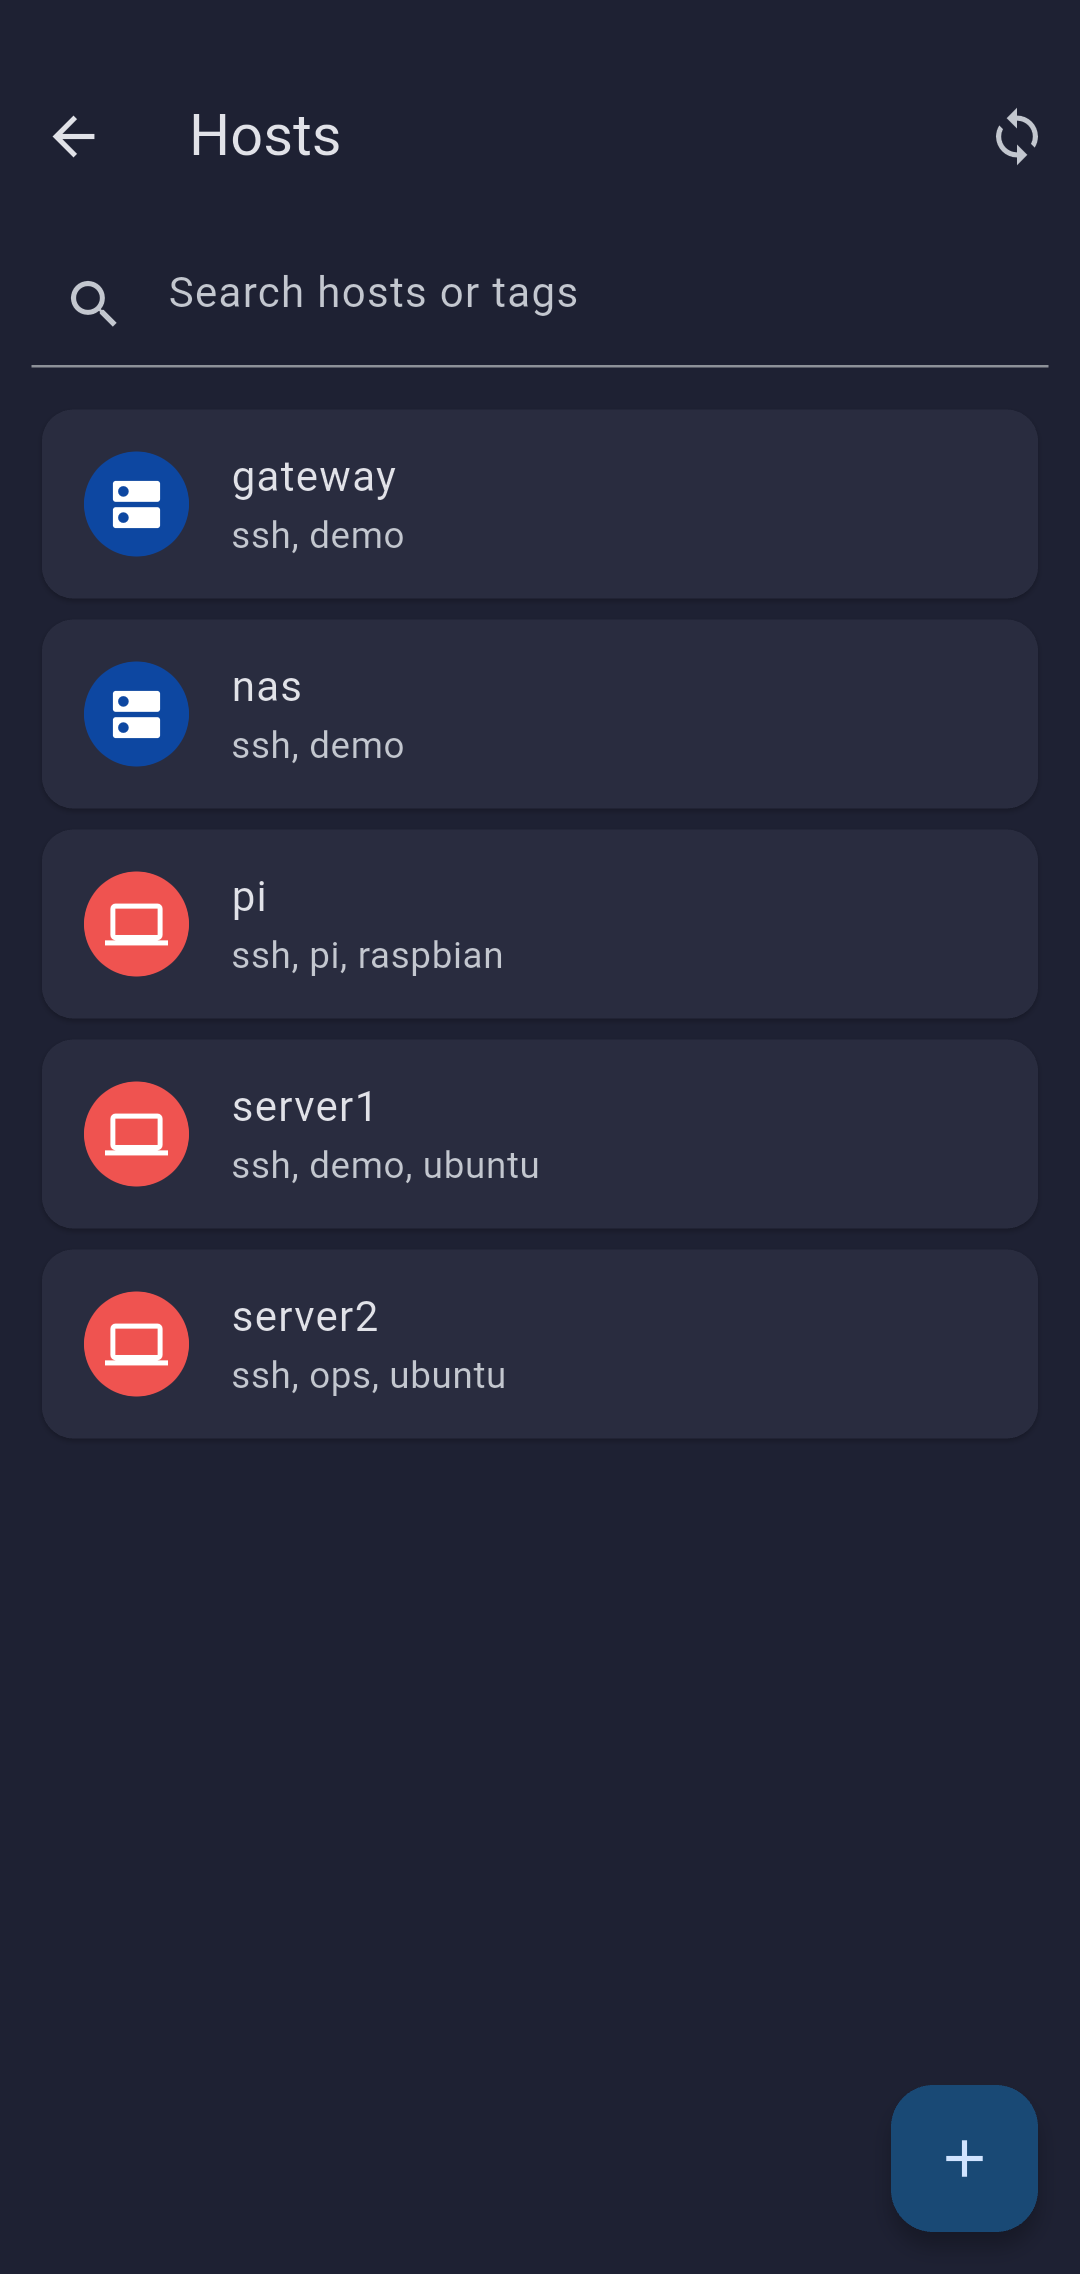 Hosts
Search hosts or tags
gateway
ssh, demo
nas
ssh, demo
pi
ssh, pi, raspbian
server1
ssh, demo, ubuntu
server2
ssh, ops, ubuntu